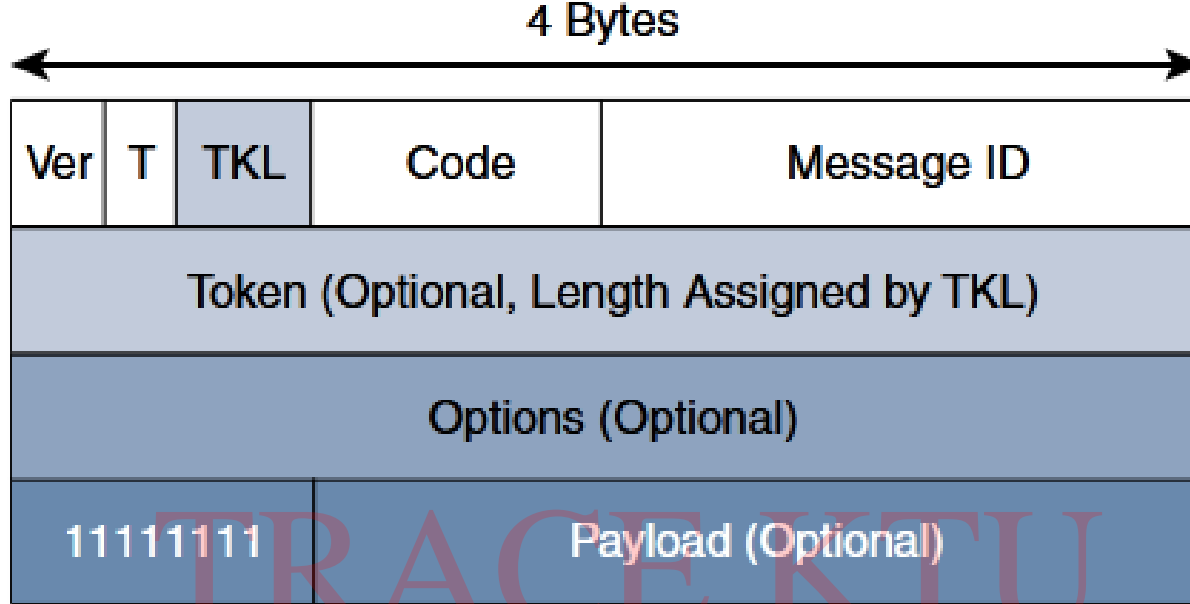 4 Bytes
Ver T TKL Code Message ID
Token (Optional, Length Assigned by TKL)
Options (Optional)
11111111 Payload (Optional)
TRACE KTU